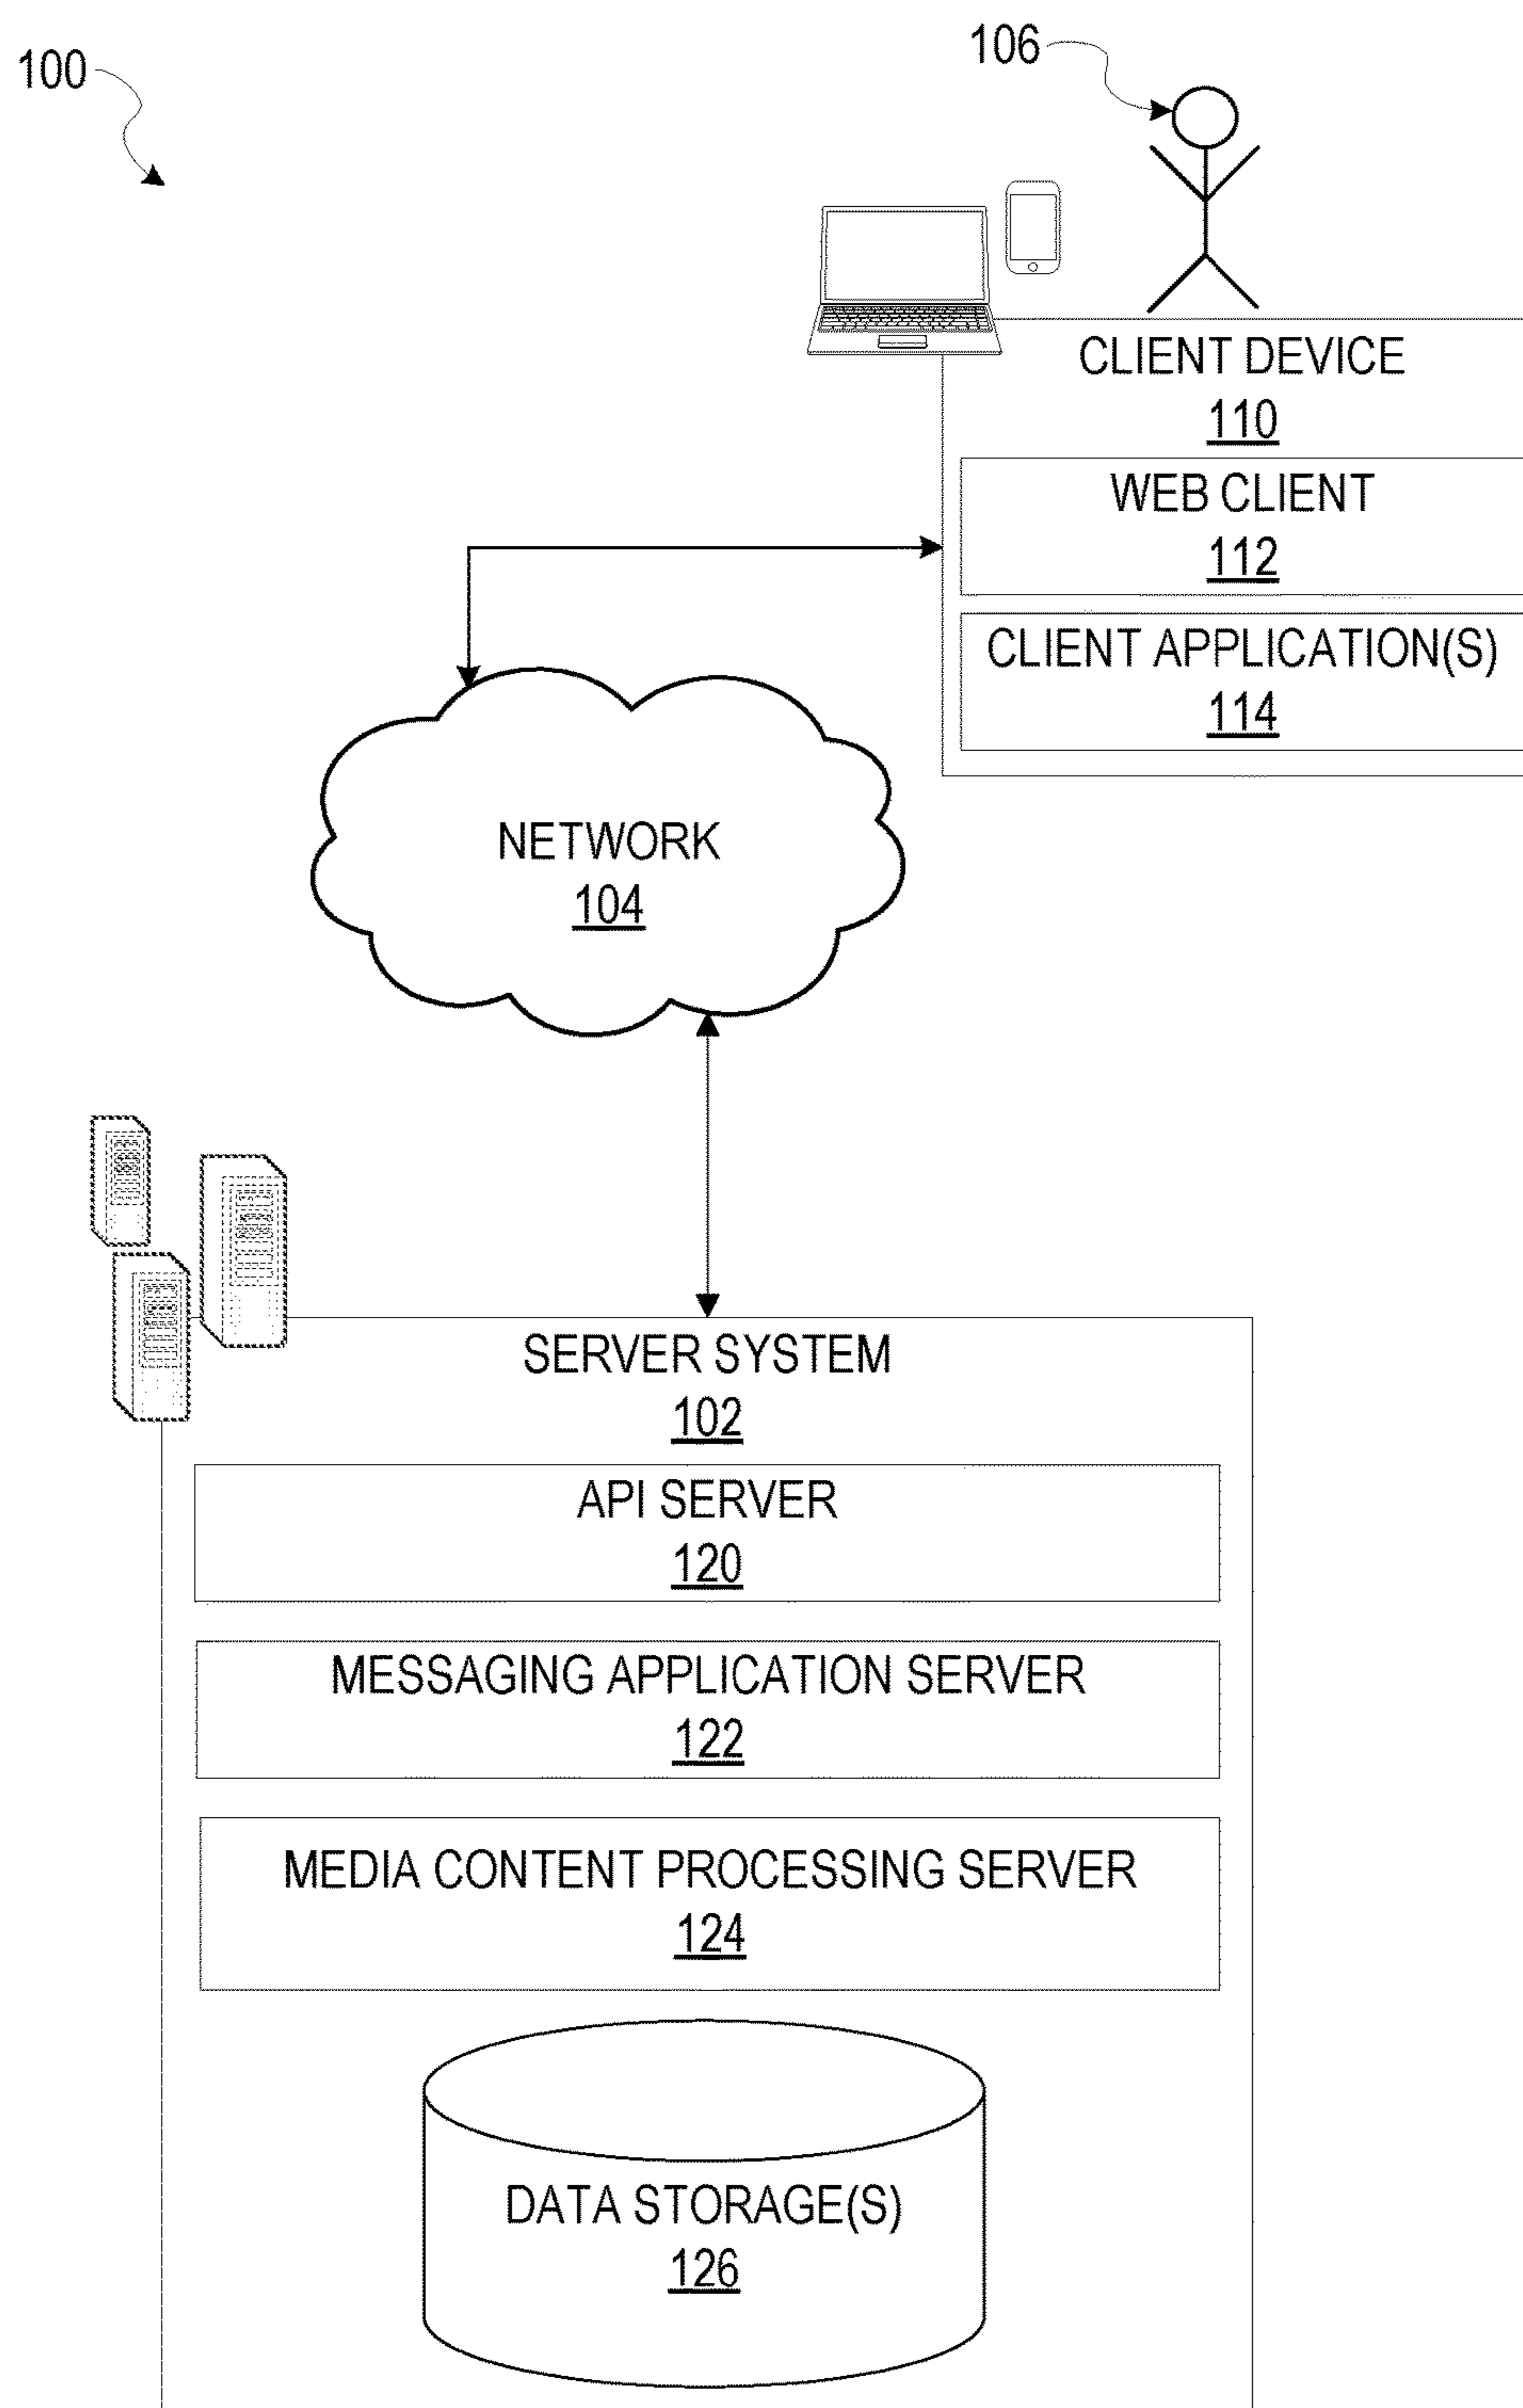 100
106
CLIENT DEVICE
110
WEB CLIENT
112
CLIENT APPLICATION(S)
114
NETWORK
104
SERVER SYSTEM
102
API SERVER
120
MESSAGING APPLICATION SERVER
122
MEDIA CONTENT PROCESSING SERVER
124
DATA STORAGE(S)
126